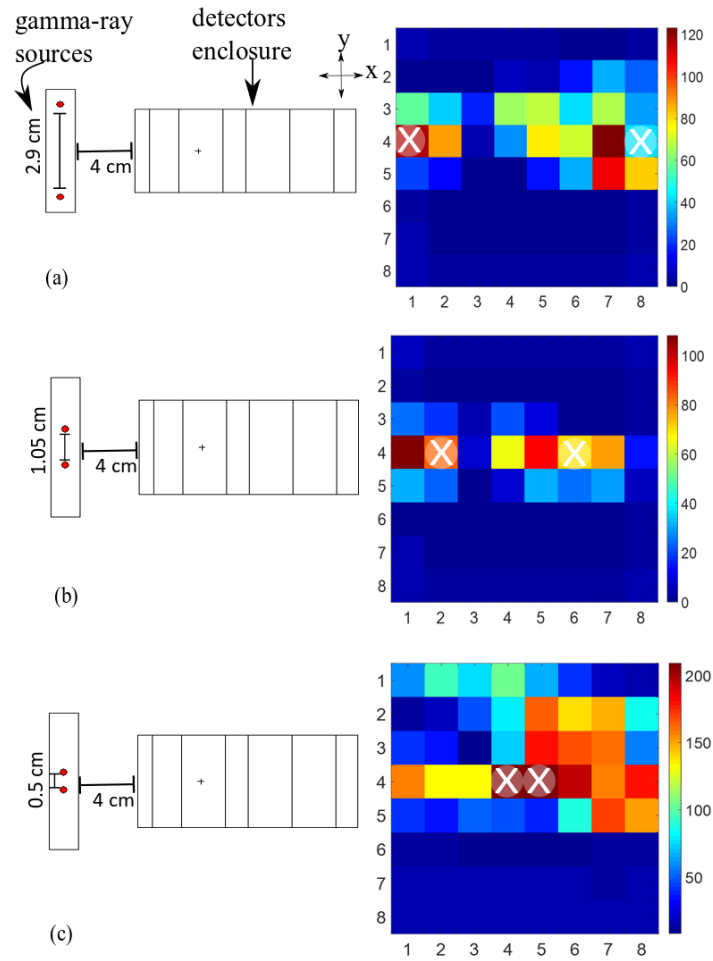 gamma-ray
sources
detectors
enclosure
y
x
2.9 cm
4 cm
(a)
1
2
3
4
5
6
7
8
1 2 3 4 5 6 7 8
X X
120
100
80
60
40
20
0
1.05 cm
4 cm
(b)
1
2
3
4
5
6
7
8
1 2 3 4 5 6 7 8
X X
100
80
60
40
20
0
0.5 cm
4 cm
(c)
1
2
3
4
5
6
7
8
1 2 3 4 5 6 7 8
X X
200
150
100
50